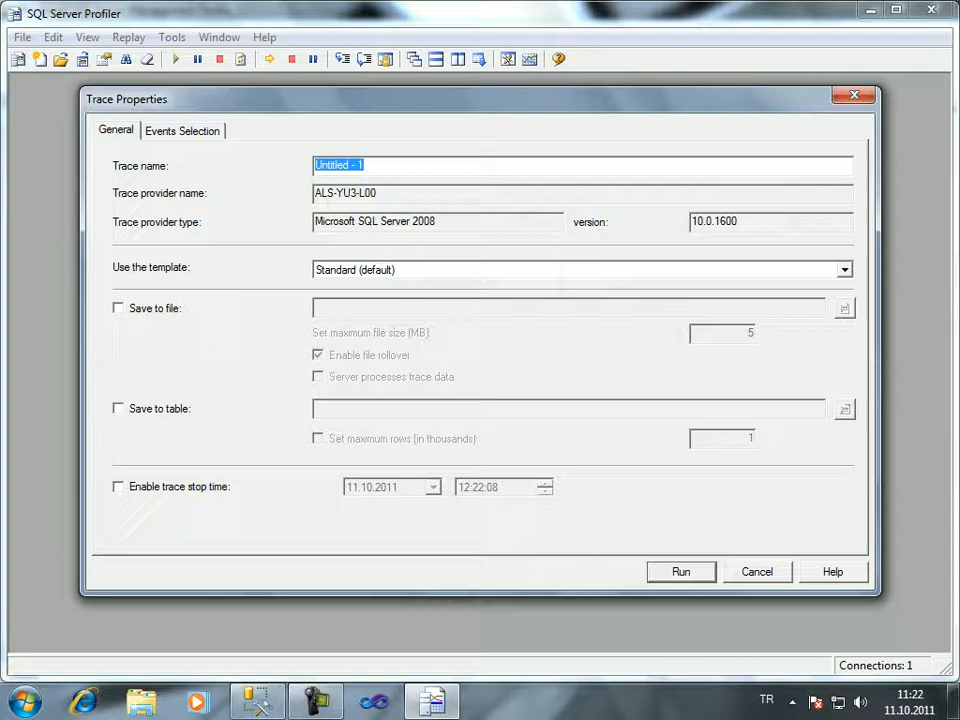 SQL Server Profiler
File Edit View Replay Tools Window Help
Trace Properties
General Events Selection
Trace name: Untitled - 1
Trace provider name: ALS-YU3-L00
Trace provider type: Microsoft SQL Server 2008 version: 10.0.1600
Use the template: Standard (default)
Save to file:
Set maximum file size (MB): 5
Enable file rollover
Server processes trace data
Save to table:
Set maximum rows (in thousands): 1
Enable trace stop time: 11.10.2011 12:22:08
Run Cancel Help
Connections: 1
TR 11:22
11.10.2011